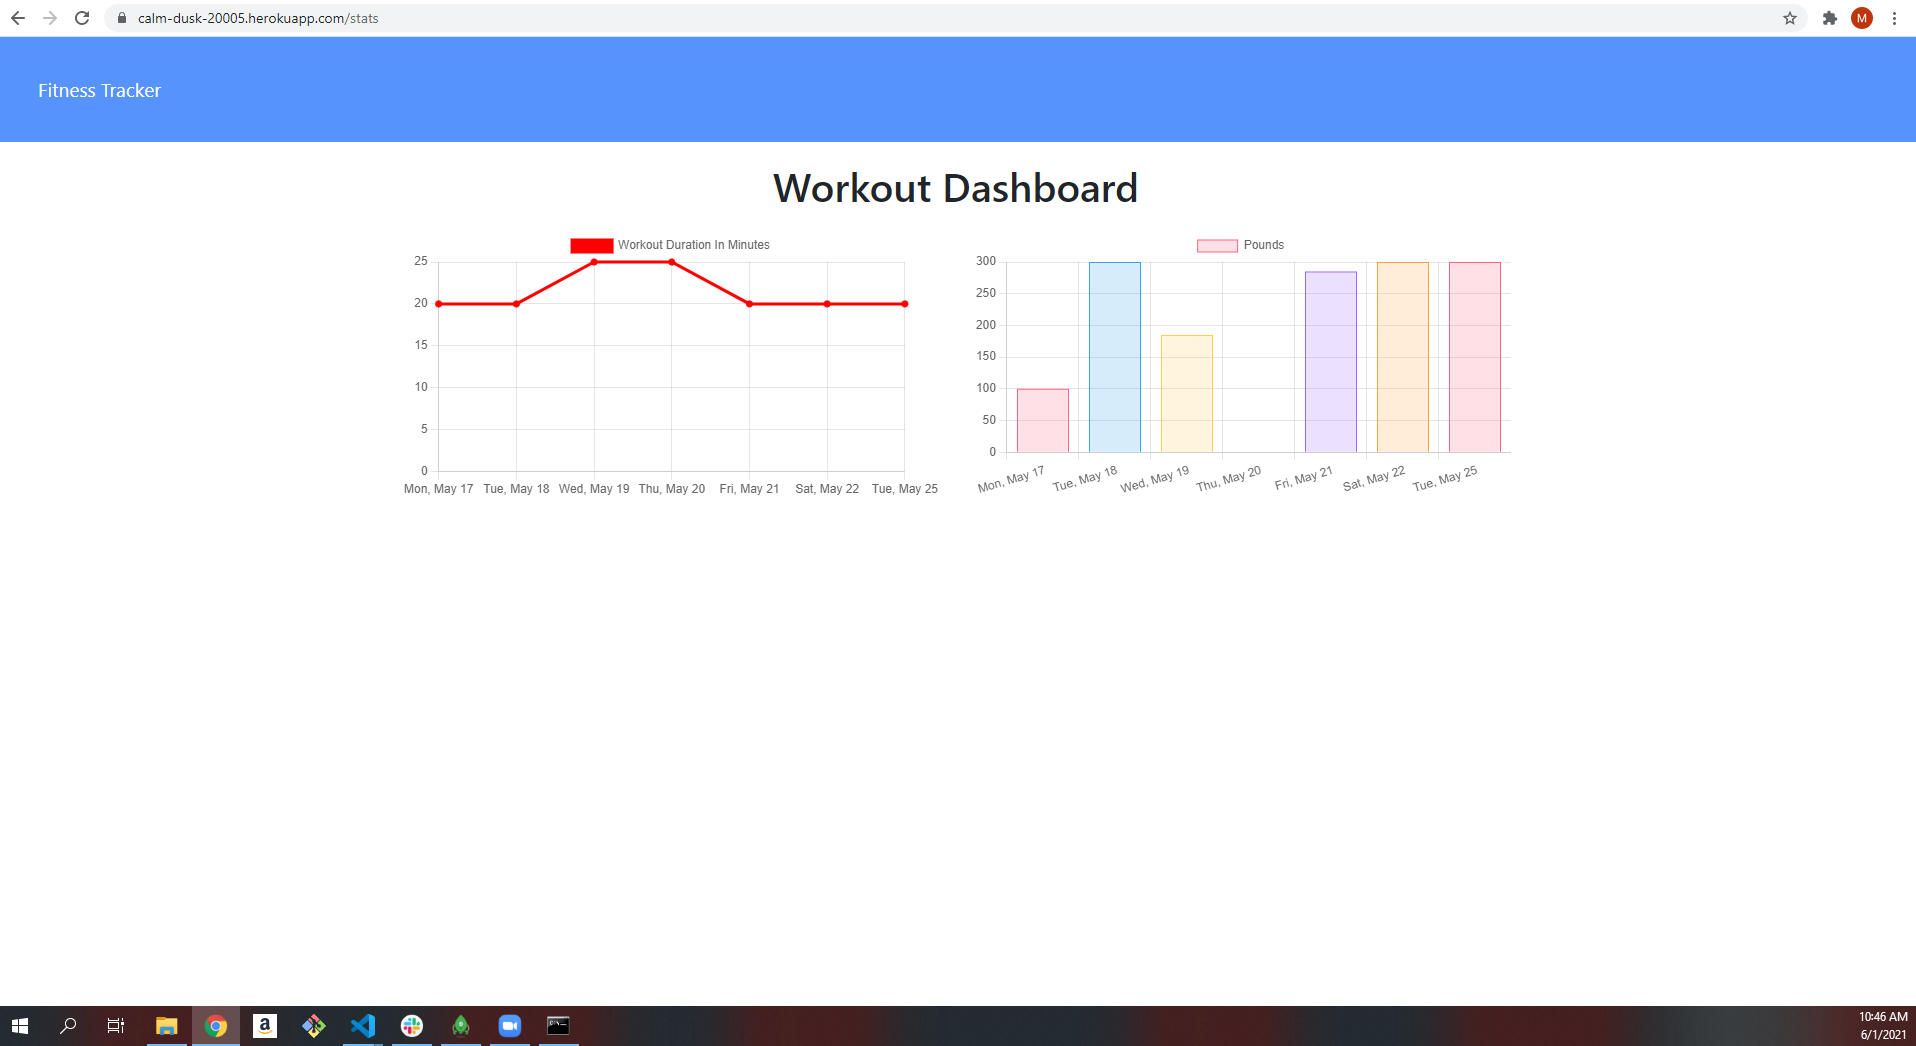 calm-dusk-20005.herokuapp.com/stats
M
Fitness Tracker
Workout Dashboard
Workout Duration In Minutes
25
20
15
10
5
0
Mon, May 17 Tue, May 18 Wed, May 19 Thu, May 20 Fri, May 21 Sat, May 22 Tue, May 25
Pounds
300
250
200
150
100
50
0
Mon, May 17 Tue, May 18 Wed, May 19 Thu, May 20 Fri, May 21 Sat, May 22 Tue, May 25
a
10:46 AM
6/1/2021